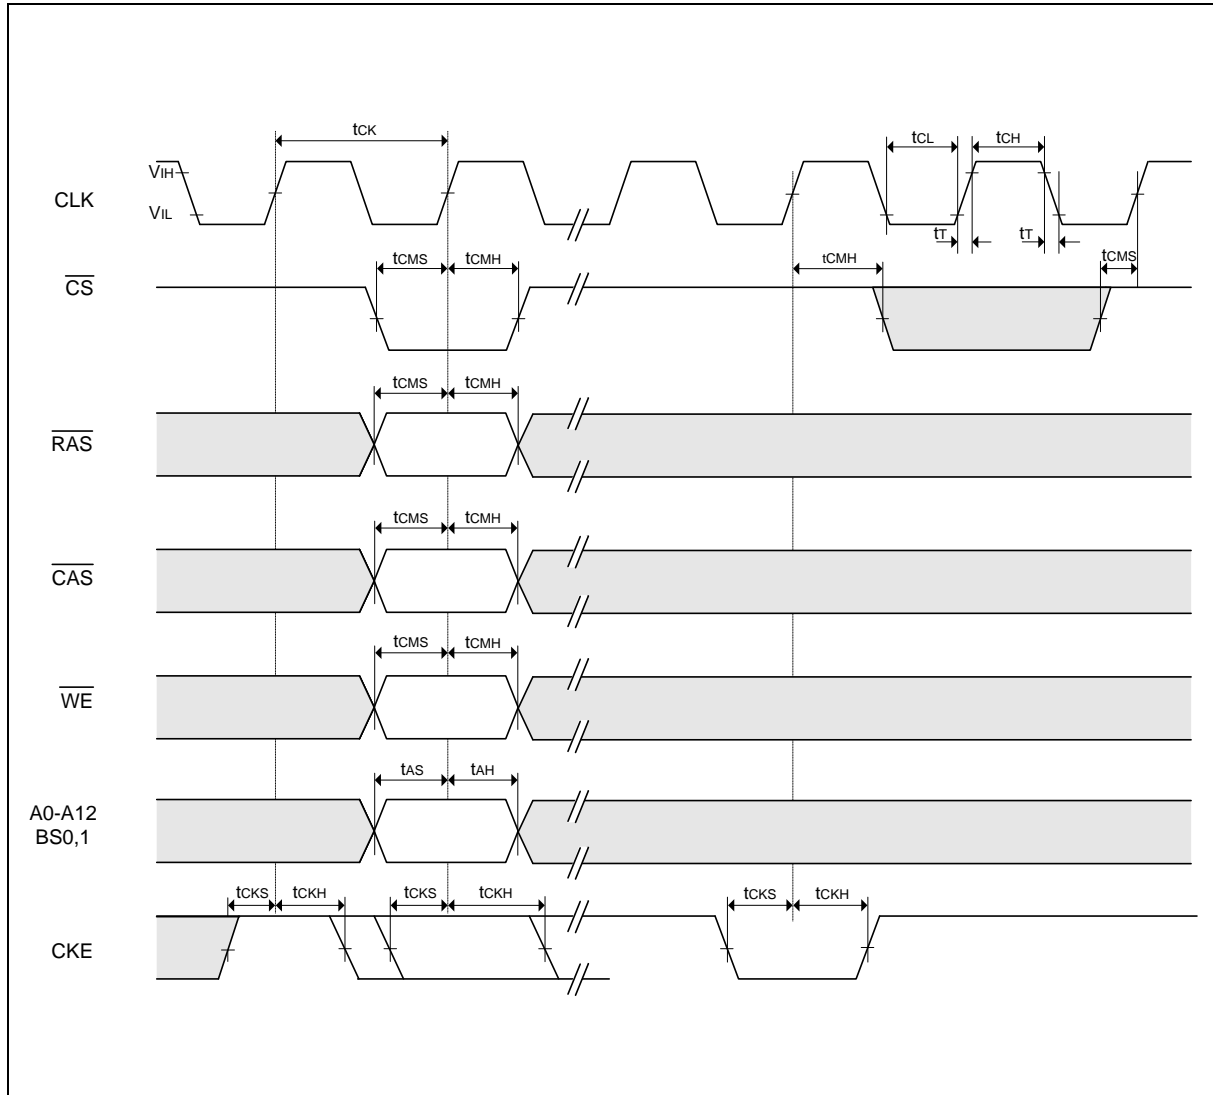 tCK
tCL
tCH
VIH
CLK
VIL
tT
tT
tCMS
tCMH
tCMH
tCMS
CS
tCMS
tCMH
RAS
tCMS
tCMH
CAS
tCMS
tCMH
WE
tAS
tAH
A0-A12
BS0,1
tCKS
tCKH
tCKS
tCKH
tCKS
tCKH
CKE